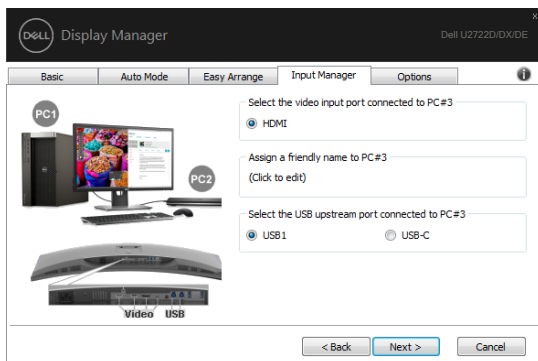 DELL Display Manager
Dell U2722D/DX/DE
Basic Auto Mode Easy Arrange Input Manager Options
Select the video input port connected to PC#3
HDMI
Assign a friendly name to PC#3
(Click to edit)
Select the USB upstream port connected to PC#3
USB1 USB-C
PC1
PC2
Video USB
< Back Next > Cancel